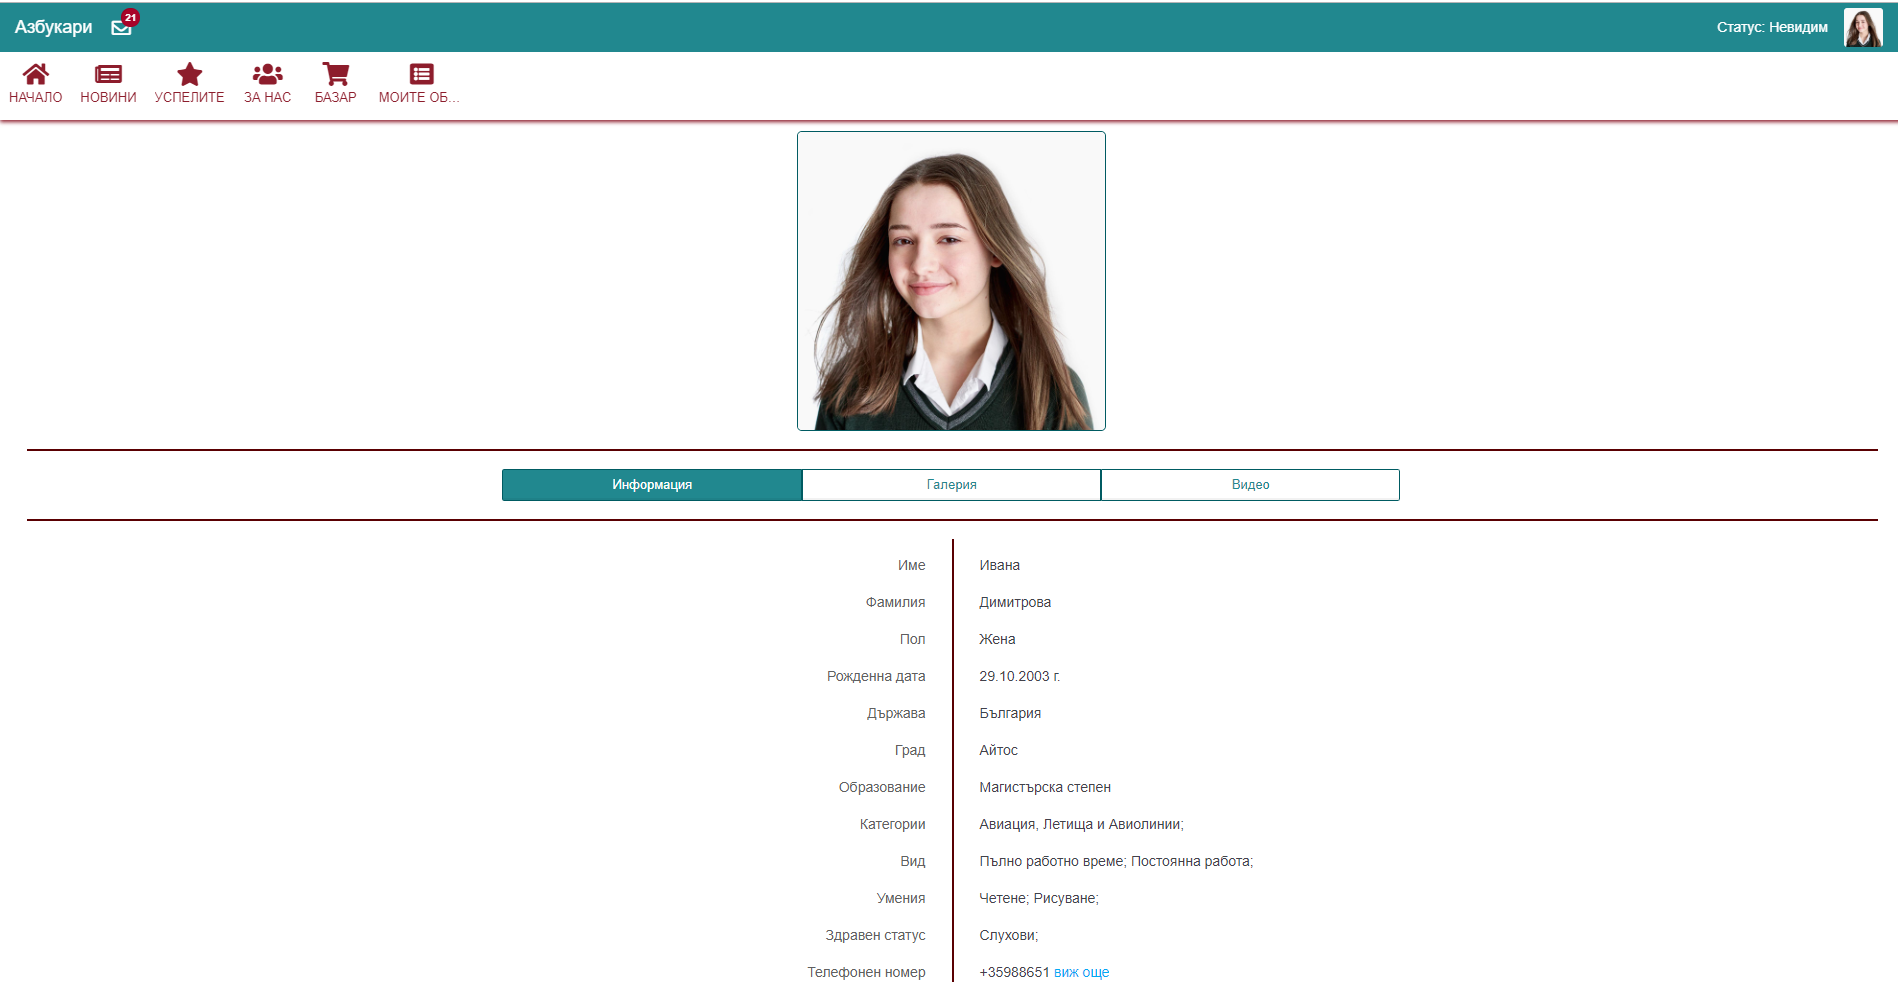 Азбукари 21 Статус: Невидим
НАЧАЛО НОВИНИ УСПЕЛИТЕ ЗА НАС БАЗАР МОИТЕ ОБ...
Информация Галерия Видео
Име Ивана
Фамилия Димитрова
Пол Жена
Рожденна дата 29.10.2003 г.
Държава България
Град Айтос
Образование Магистърска степен
Категории Авиация, Летища и Авиолинии;
Вид Пълно работно време; Постоянна работа;
Умения Четене; Рисуване;
Здравен статус Слухови;
Телефонен номер +35988651 виж още